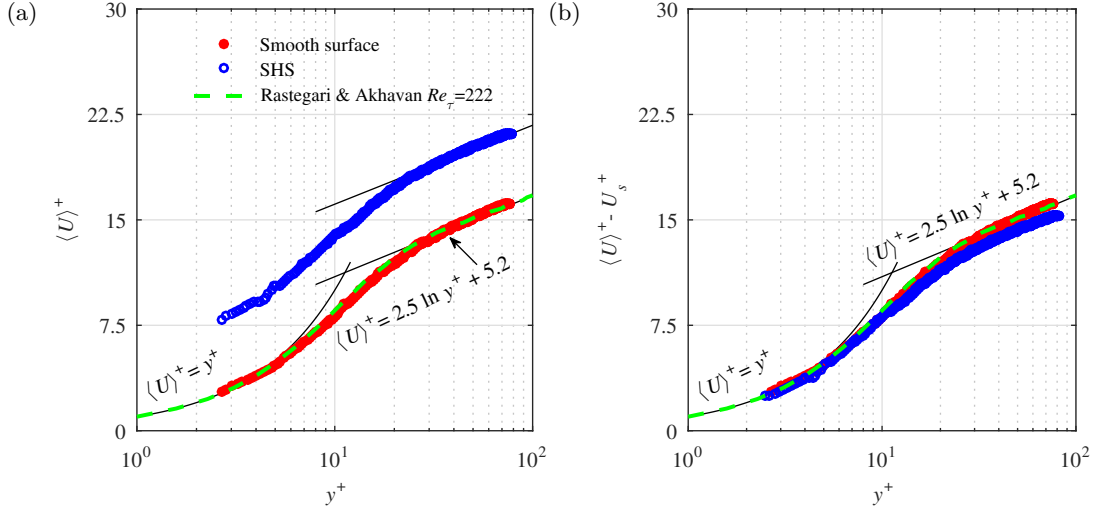 (a)
30
22.5
15
7.5
0
⟨U⟩⁺
Smooth surface
SHS
Rastegari & Akhavan Re_τ=222
⟨U⟩⁺ = 2.5 ln y⁺ + 5.2
⟨U⟩⁺ = y⁺
10⁰
10¹
10²
y⁺
(b)
30
22.5
15
7.5
0
⟨U⟩⁺ - U_s⁺
⟨U⟩⁺ = 2.5 ln y⁺ + 5.2
⟨U⟩⁺ = y⁺
10⁰
10¹
10²
y⁺